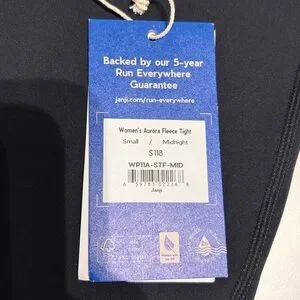 Backed by our 5-year
Run Everywhere
Guarantee
janji.com/run-everywhere
Women's Aurora Fleece Tight
Small / Midnight
$118
WP11A-STF-MID
Janji